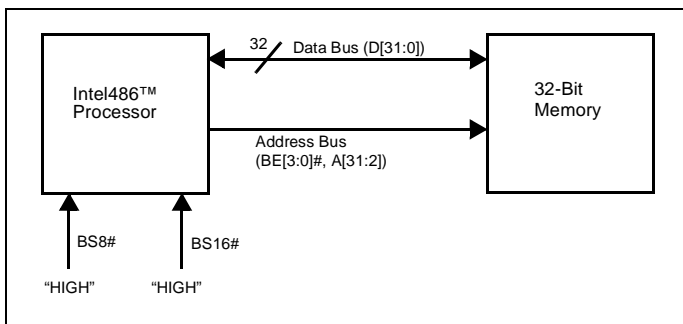 32
Data Bus (D[31:0])
Intel486™
Processor
32-Bit
Memory
Address Bus
(BE[3:0]#, A[31:2])
BS8#
BS16#
“HIGH”
“HIGH”